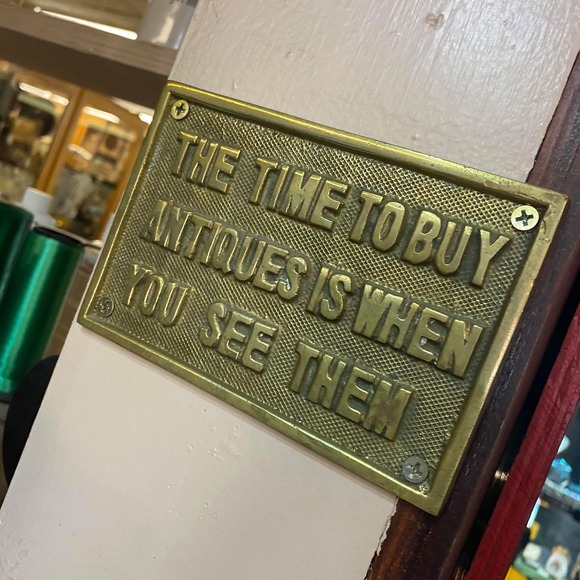 THE TIME TO BUY
ANTIQUES IS WHEN
YOU SEE THEM